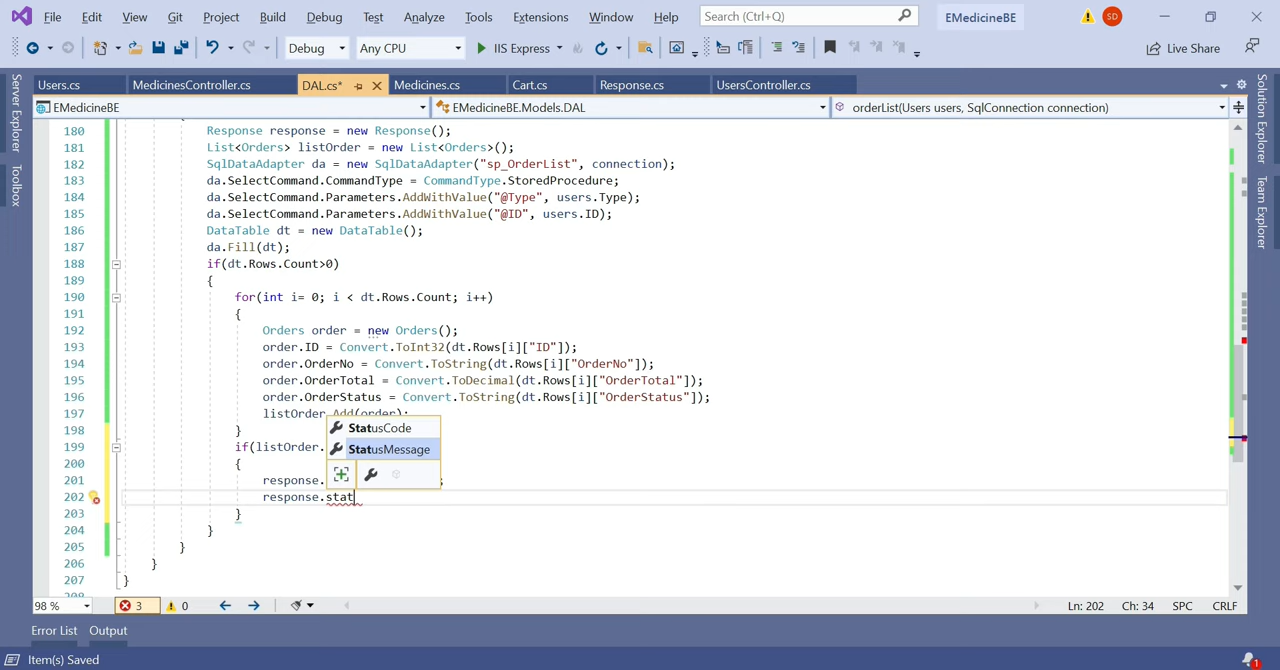 File Edit View Git Project Build Debug Test Analyze Tools Extensions Window Help Search (Ctrl+Q) EMedicineBE SD
Debug Any CPU IIS Express Live Share
Users.cs MedicinesController.cs DAL.cs* Medicines.cs Cart.cs Response.cs UsersController.cs
EMedicineBE EMedicineBE.Models.DAL orderList(Users users, SqlConnection connection)
Server Explorer
Toolbox
Solution Explorer
Team Explorer
180 Response response = new Response();
181 List<Orders> listOrder = new List<Orders>();
182 SqlDataAdapter da = new SqlDataAdapter("sp_OrderList", connection);
183 da.SelectCommand.CommandType = CommandType.StoredProcedure;
184 da.SelectCommand.Parameters.AddWithValue("@Type", users.Type);
185 da.SelectCommand.Parameters.AddWithValue("@ID", users.ID);
186 DataTable dt = new DataTable();
187 da.Fill(dt);
188 if(dt.Rows.Count>0)
189 {
190 for(int i= 0; i < dt.Rows.Count; i++)
191 {
192 Orders order = new Orders();
193 order.ID = Convert.ToInt32(dt.Rows[i]["ID"]);
194 order.OrderNo = Convert.ToString(dt.Rows[i]["OrderNo"]);
195 order.OrderTotal = Convert.ToDecimal(dt.Rows[i]["OrderTotal"]);
196 order.OrderStatus = Convert.ToString(dt.Rows[i]["OrderStatus"]);
197 listOrder.Add(order);
198 }
StatusCode
199 if(listOrder.
StatusMessage
200 {
201 response. ;
202 response.stat
203 }
204 }
205 }
206 }
207 }
98 % 3 0 Ln: 202 Ch: 34 SPC CRLF
Error List Output
Item(s) Saved 1